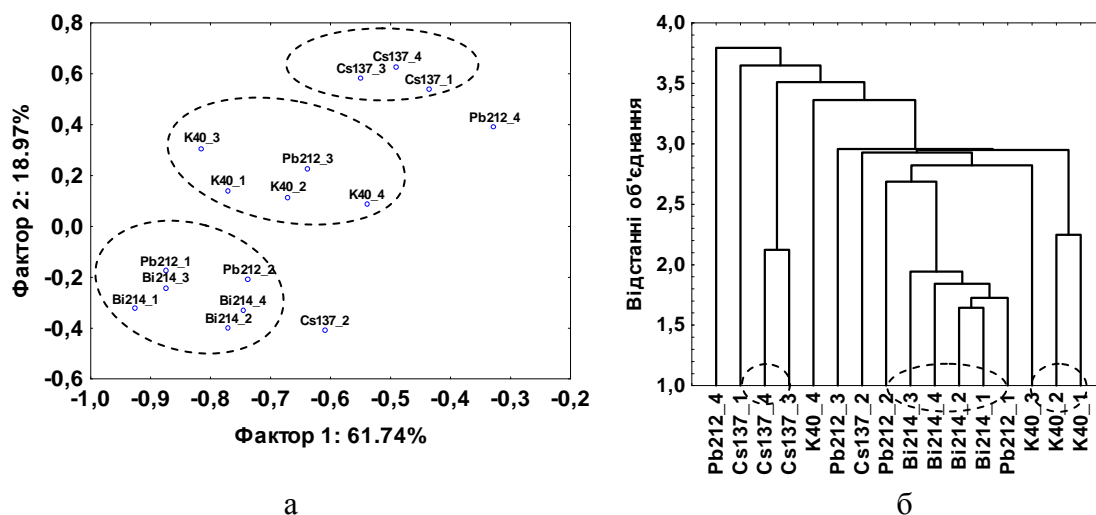 0,8
0,6
0,4
0,2
0,0
-0,2
-0,4
-0,6
Фактор 2: 18.97%
Cs137_4
Cs137_3
Cs137_1
Pb212_4
K40_3
Pb212_3
K40_1
K40_2
K40_4
Pb212_1
Pb212_2
Bi214_3
Bi214_1
Bi214_4
Bi214_2
Cs137_2
-1,0 -0,9 -0,8 -0,7 -0,6 -0,5 -0,4 -0,3 -0,2
Фактор 1: 61.74%
а
4,0
3,5
3,0
2,5
2,0
1,5
1,0
Відстанні об'єднання
Pb212_4
Cs137_1
Cs137_4
Cs137_3
K40_4
Pb212_3
Cs137_2
Pb212_2
Bi214_3
Bi214_4
Bi214_2
Bi214_1
Pb212_1
K40_3
K40_2
K40_1
б